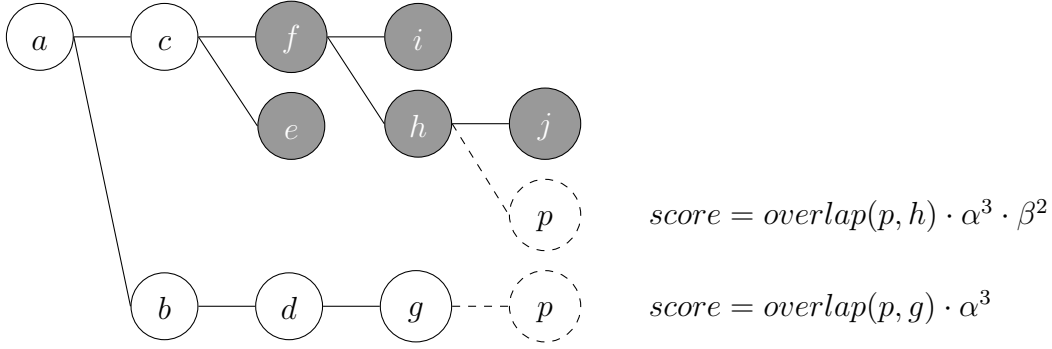 a c f i
e h j
p score = overlap(p, h) · α³ · β²
b d g p score = overlap(p, g) · α³